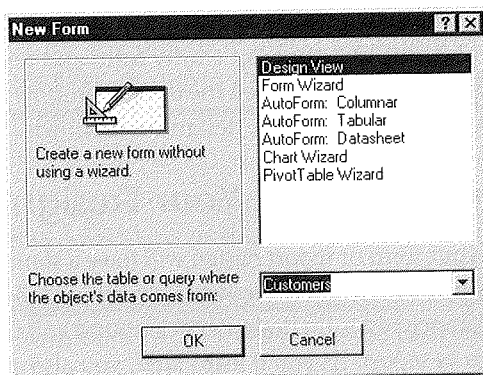 New Form
Design View
Form Wizard
AutoForm: Columnar
AutoForm: Tabular
AutoForm: Datasheet
Chart Wizard
PivotTable Wizard
Create a new form without
using a wizard.
Choose the table or query where
the object's data comes from:
Customers
OK
Cancel